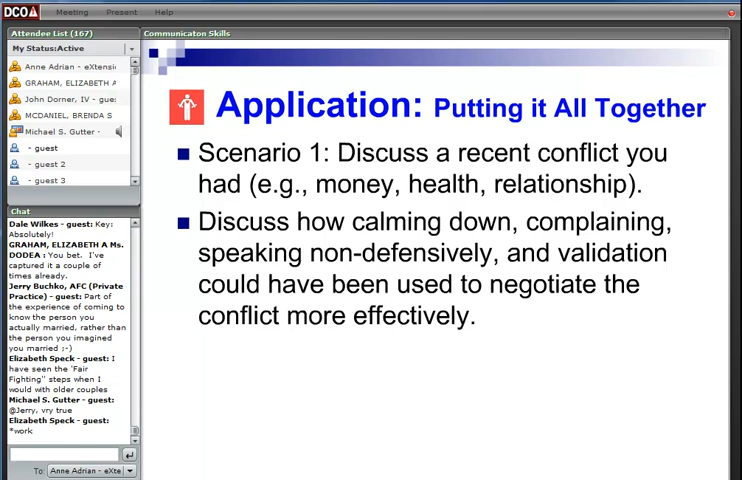 DCO Meeting Present Help
Attendee List (167)
My Status:Active
Anne Adrian - eXtensi
GRAHAM, ELIZABETH A
John Dorner, IV - gue:
MCDANIEL, BRENDA S
Michael S. Gutter -
- guest
- guest 2
- guest 3
Chat
Dale Wilkes - guest: Key:
Absolutely!
GRAHAM, ELIZABETH A Ms.
DODEA : You bet. I've
captured it a couple of
times already.
Jerry Buchko, AFC (Private
Practice) - guest: Part of
the experience of coming to
know the person you
actually married, rather than
the person you imagined
you married ;-)
Elizabeth Speck - guest: I
have seen the 'Fair
Fighting" steps when I
would with older couples
Michael S. Gutter - guest:
@Jerry, vry true
Elizabeth Speck - guest:
*work
To: Anne Adrian - eXte
Communicaton Skills
Application: Putting it All Together
Scenario 1: Discuss a recent conflict you
had (e.g., money, health, relationship).
Discuss how calming down, complaining,
speaking non-defensively, and validation
could have been used to negotiate the
conflict more effectively.